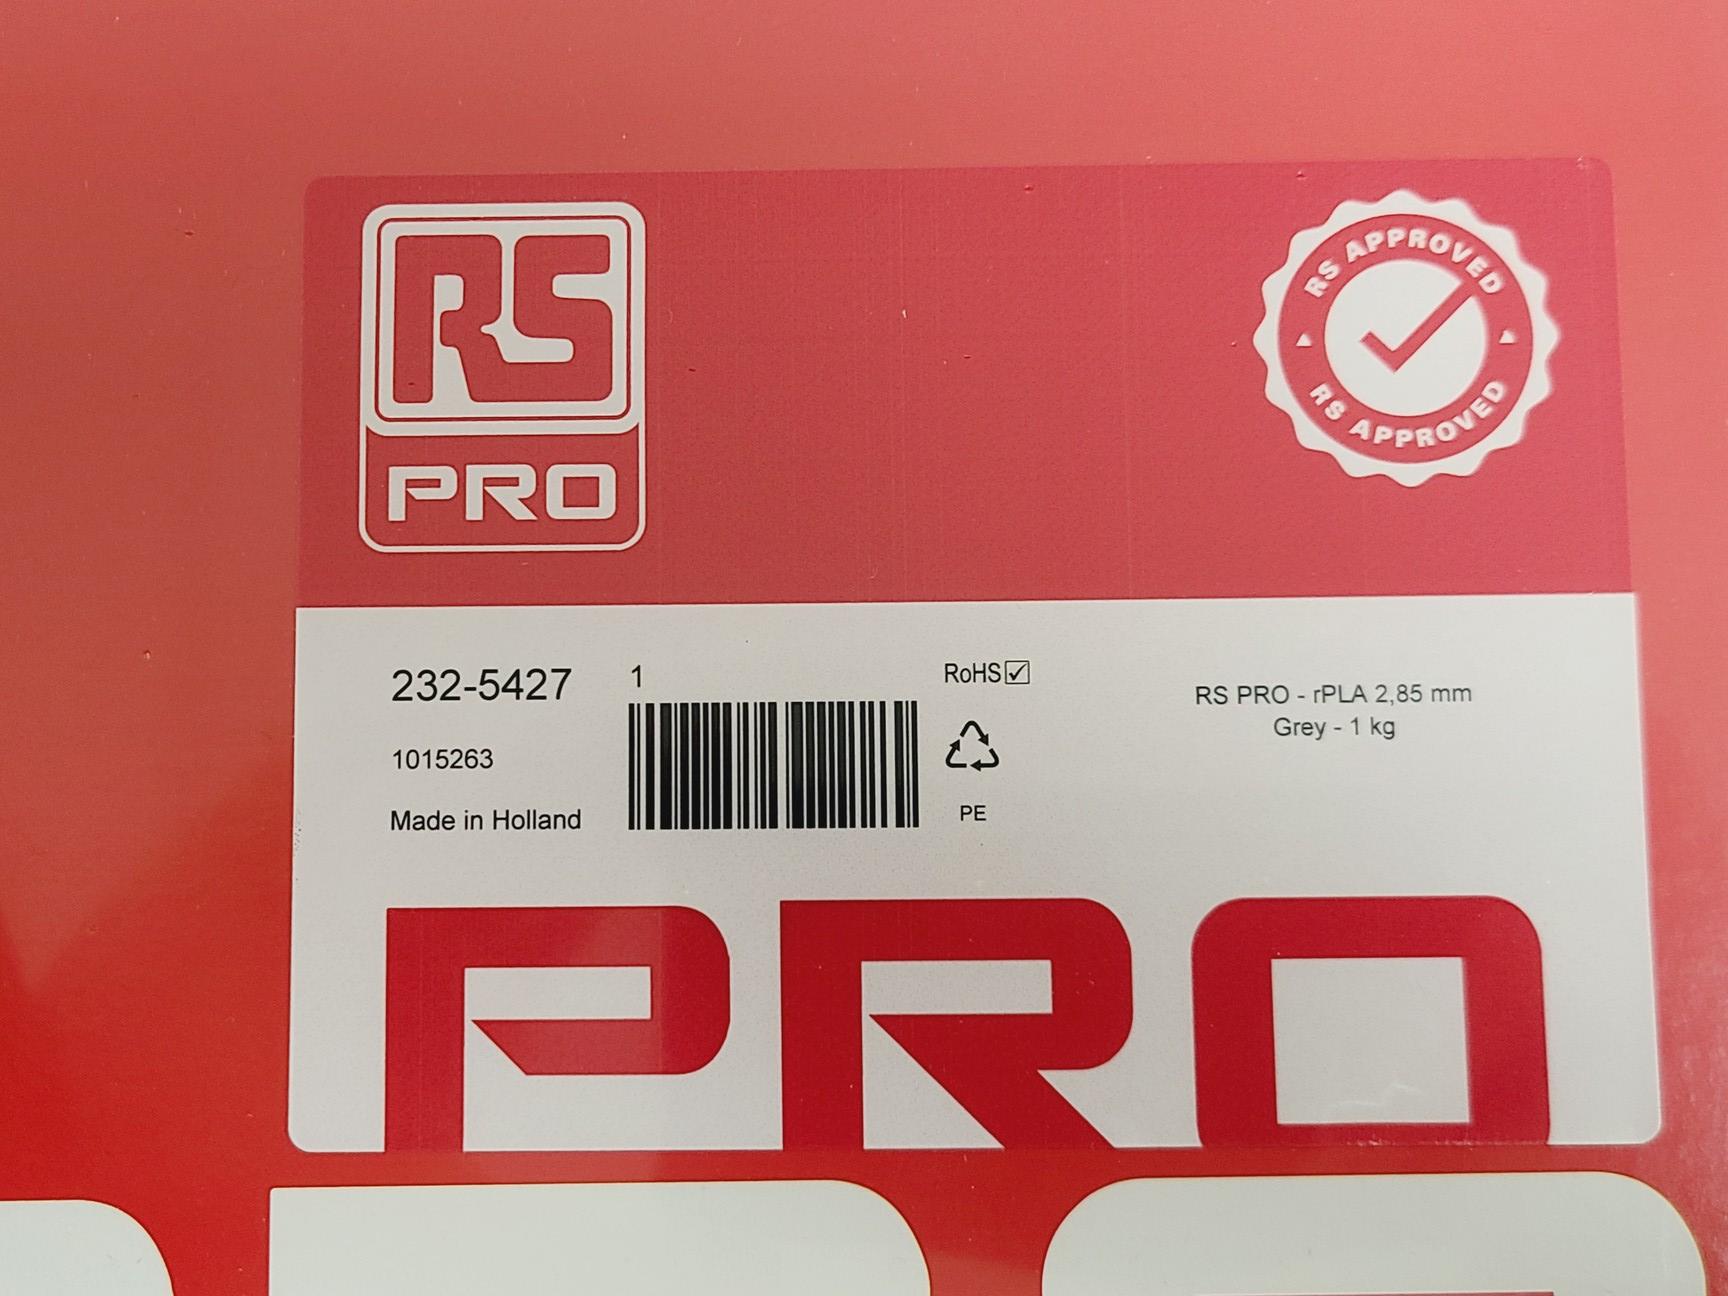 RS
PRO
RS APPROVED
RS APPROVED
232-5427
1
RoHS☑
RS PRO - rPLA 2,85 mm
Grey - 1 kg
1015263
Made in Holland
PE
PRO